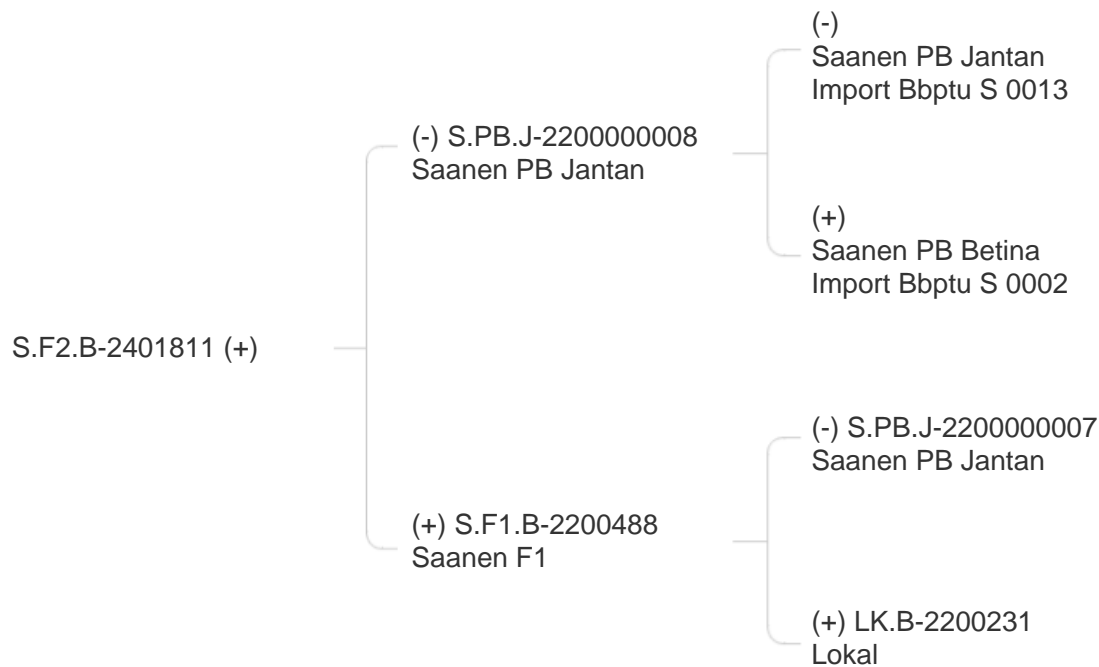 (-)
Saanen PB Jantan
Import Bbptu S 0013
(-) S.PB.J-2200000008
Saanen PB Jantan
(+)
Saanen PB Betina
Import Bbptu S 0002
S.F2.B-2401811 (+)
(-) S.PB.J-2200000007
Saanen PB Jantan
(+) S.F1.B-2200488
Saanen F1
(+) LK.B-2200231
Lokal